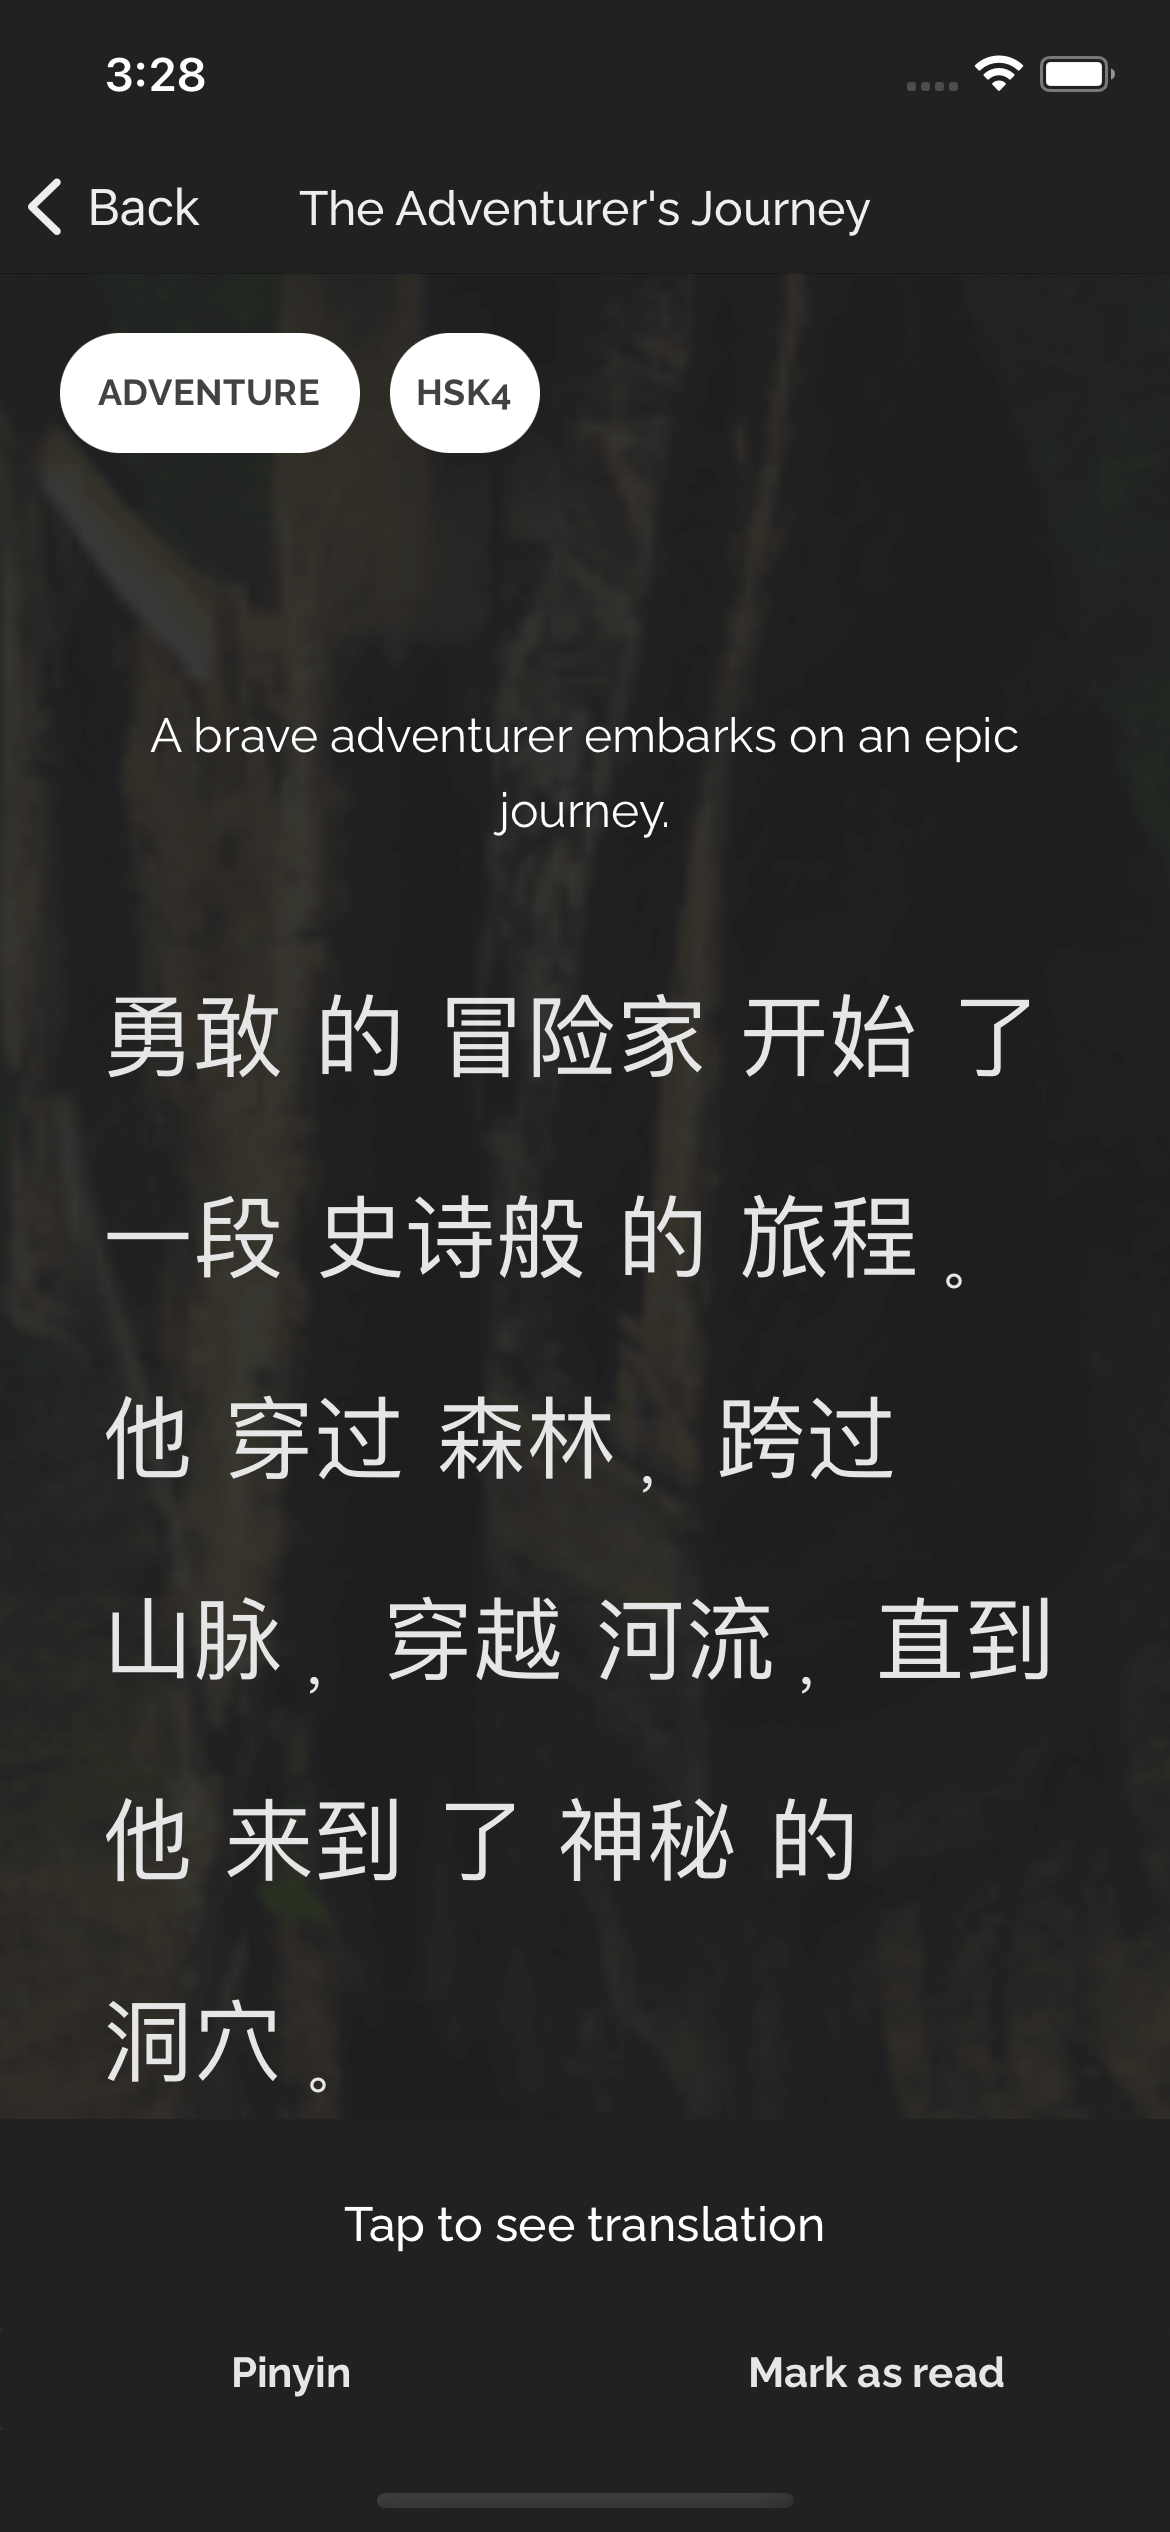 3:28
Back
The Adventurer's Journey
ADVENTURE
HSK4
A brave adventurer embarks on an epic
journey.
勇敢 的 冒险家 开始 了
一段 史诗般 的 旅程 。
他 穿过 森林 ， 跨过
山脉 ， 穿越 河流 ， 直到
他 来到 了 神秘 的
洞穴 。
Tap to see translation
Pinyin
Mark as read